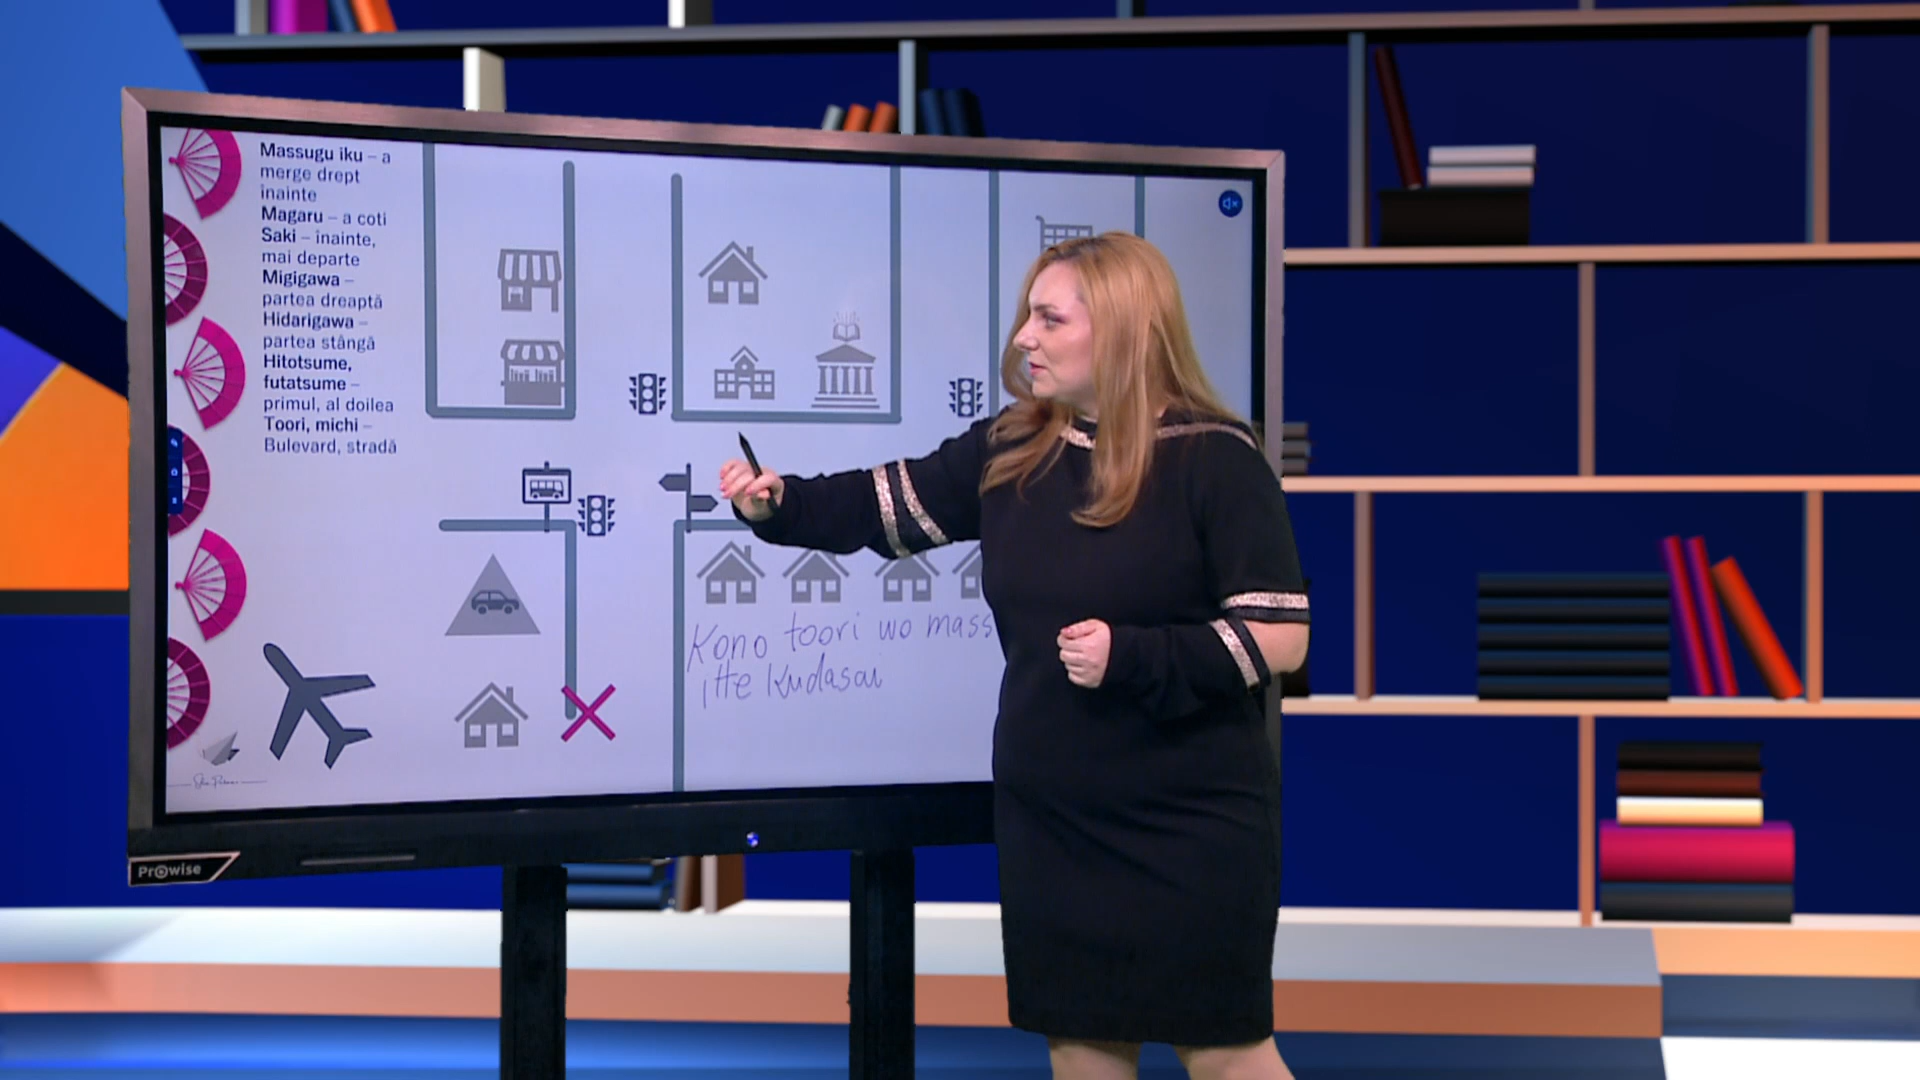 Massugu iku – a
merge drept
înainte
Magaru – a coti
Saki – înainte,
mai departe
Migigawa –
partea dreaptă
Hidarigawa –
partea stângă
Hitotsume,
futatsume –
primul, al doilea
Toori, michi –
Bulevard, stradă
Kono toori wo mass
itte kudasai
Prowise